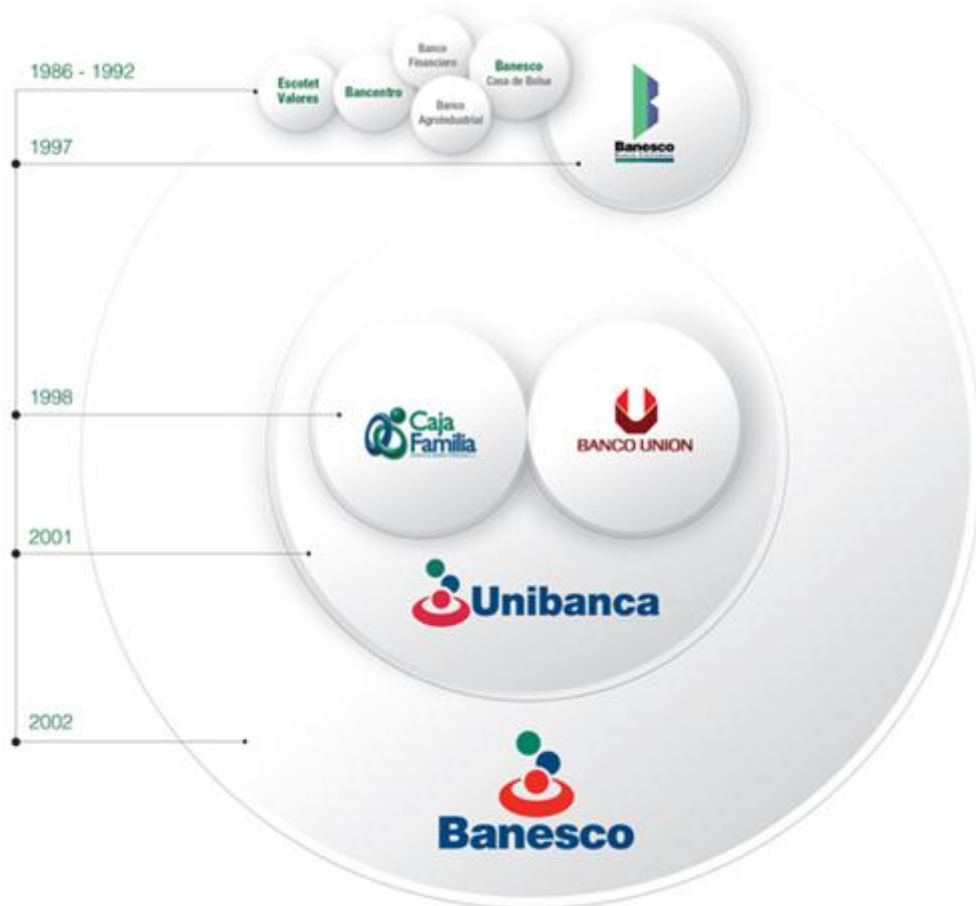 1986 - 1992
Escotet
Valores
Bancentro
Banco
Financiero
Banco
Agroindustrial
Banesco
Casa de Bolsa
Banesco
1997
1998
Caja
Familia
BANCO UNION
2001
Unibanca
2002
Banesco